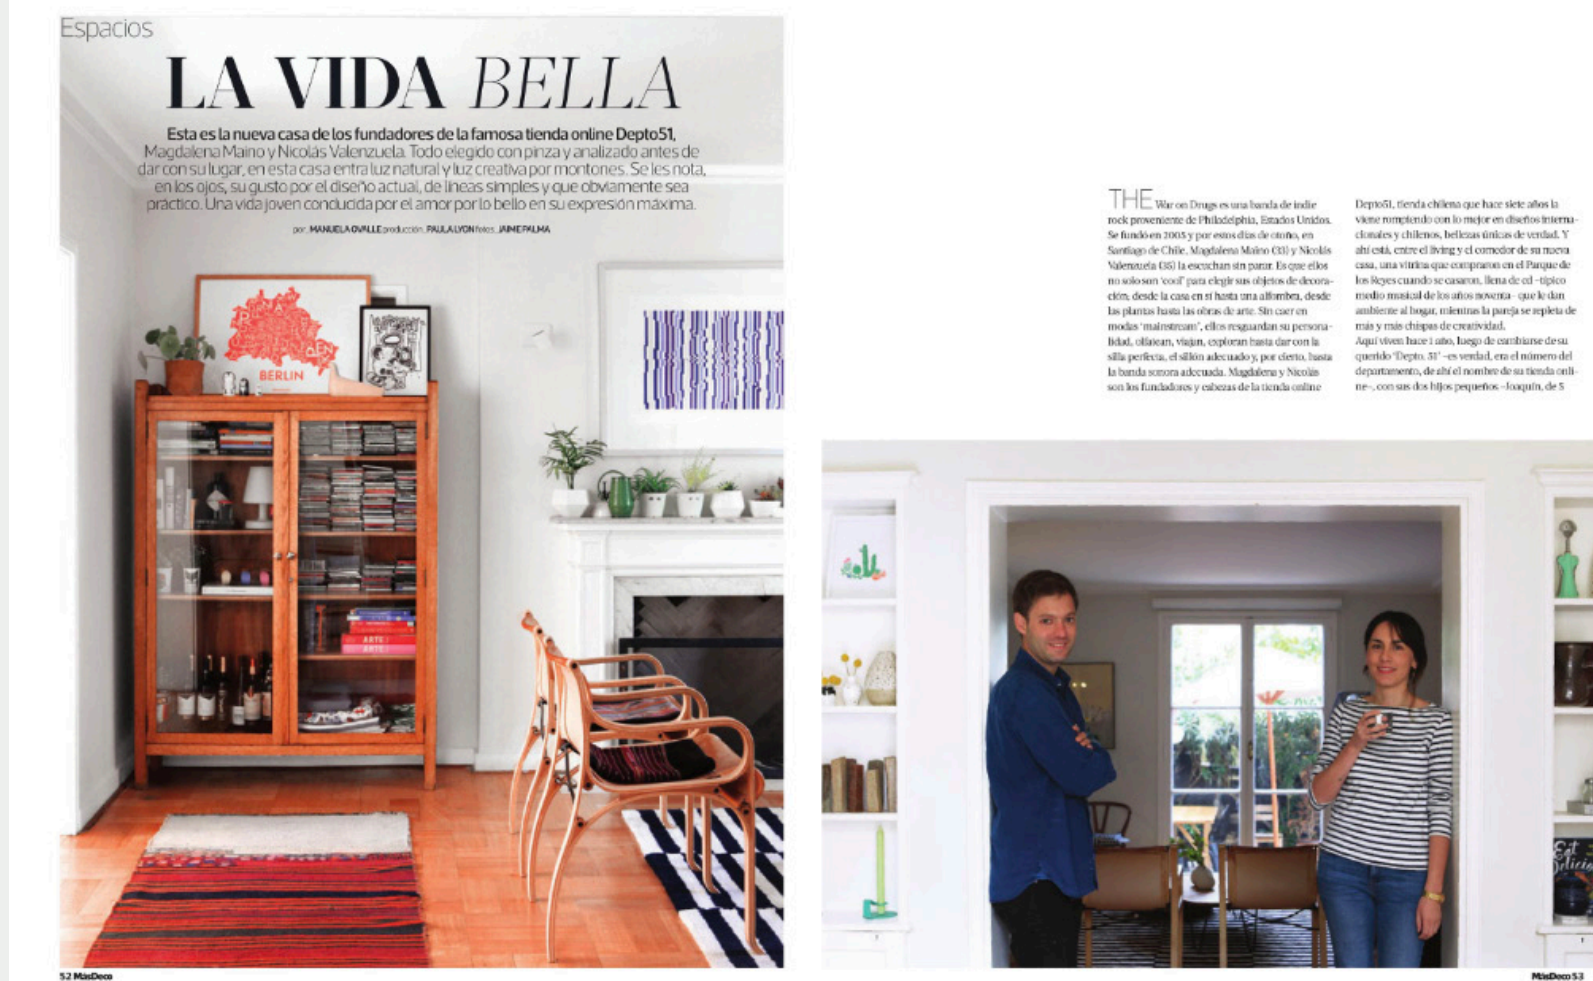 Espacios
LA VIDA BELLA
Esta es la nueva casa de los fundadores de la famosa tienda online Depto51,
Magdalena Maino y Nicolás Valenzuela. Todo elegido con pinza y analizado antes de
dar con su lugar, en esta casa entra luz natural y luz creativa por montones. Se les nota,
en los ojos, su gusto por el diseño actual, de líneas simples y que obviamente sea
práctico. Una vida joven conducida por el amor por lo bello en su expresión máxima.
por, MANUELA OVALLE producción, PAULA LYON fotos, JAIME PALMA
BERLIN
ARTE
ARTE
52 MásDeco
THE War on Drugs es una banda de indie
rock proveniente de Philadelphia, Estados Unidos.
Se fundó en 2005 y por estos días de otoño, en
Santiago de Chile, Magdalena Maino (33) y Nicolás
Valenzuela (35) la escuchan sin parar. Es que ellos
no solo son 'cool' para elegir sus objetos de decora-
ción; desde la casa en sí hasta una alfombra, desde
las plantas hasta las obras de arte. Sin caer en
modas 'mainstream', ellos resguardan su persona-
lidad, olfatean, viajan, exploran hasta dar con la
silla perfecta, el sillón adecuado y, por cierto, hasta
la banda sonora adecuada. Magdalena y Nicolás
son los fundadores y cabezas de la tienda online
Depto51, tienda chilena que hace siete años la
viene rompiendo con lo mejor en diseños interna-
cionales y chilenos, bellezas únicas de verdad. Y
ahí está, entre el living y el comedor de su nueva
casa, una vitrina que compraron en el Parque de
los Reyes cuando se casaron, llena de cd –típico
medio musical de los años noventa– que le dan
ambiente al hogar, mientras la pareja se repleta de
más y más chispas de creatividad.
Aquí viven hace 1 año, luego de cambiarse de su
querido 'Depto. 51' –es verdad, era el número del
departamento, de ahí el nombre de su tienda onli-
ne–, con sus dos hijos pequeños –Joaquín, de 5
Eat
MásDeco 53